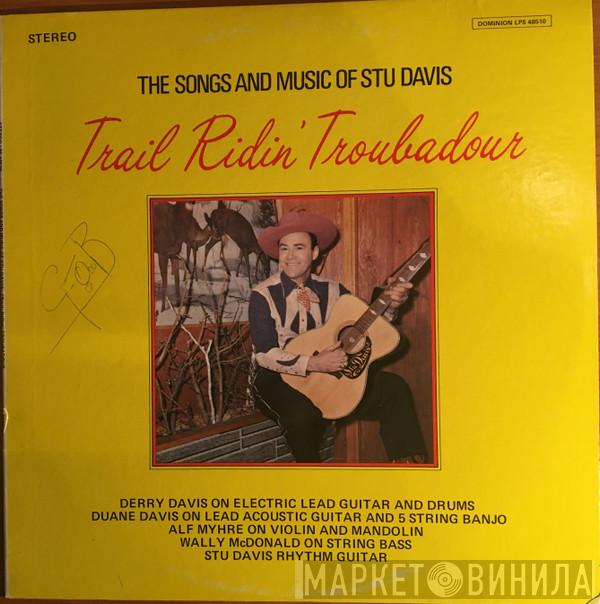 STEREO
DOMINION LPS 48510
THE SONGS AND MUSIC OF STU DAVIS
Trail Ridin' Troubadour
DERRY DAVIS ON ELECTRIC LEAD GUITAR AND DRUMS
DUANE DAVIS ON LEAD ACOUSTIC GUITAR AND 5 STRING BANJO
ALF MYHRE ON VIOLIN AND MANDOLIN
WALLY McDONALD ON STRING BASS
STU DAVIS RHYTHM GUITAR
МАРКЕТ ВИНИЛА